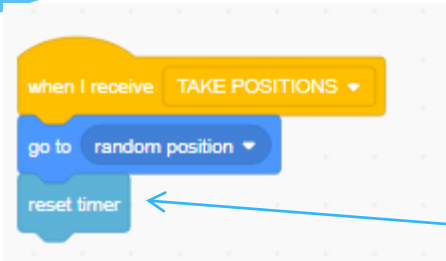 when I receive TAKE POSITIONS
go to random position
reset timer